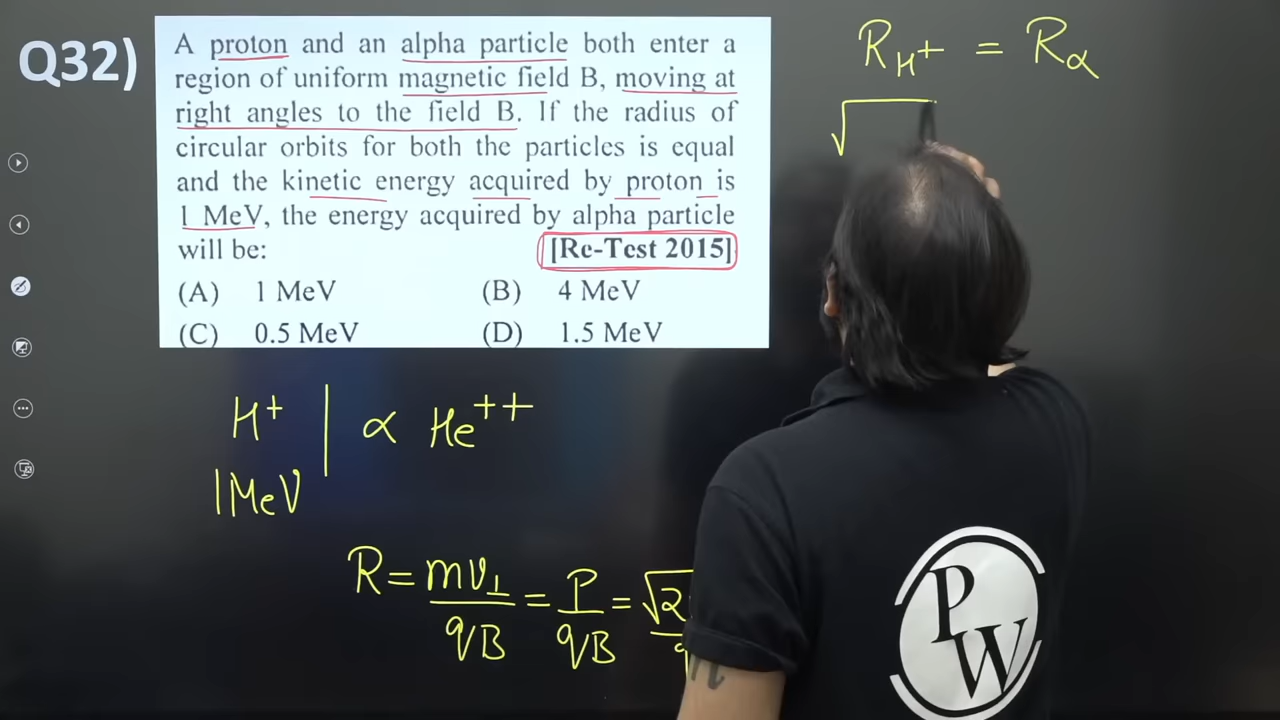 Q32)
A proton and an alpha particle both enter a
region of uniform magnetic field B, moving at
right angles to the field B. If the radius of
circular orbits for both the particles is equal
and the kinetic energy acquired by proton is
1 MeV, the energy acquired by alpha particle
will be: [Re-Test 2015]
(A) 1 MeV (B) 4 MeV
(C) 0.5 MeV (D) 1.5 MeV
R_H+ = R_α
√
H+ | α He++
1MeV
R = mv⊥/qB = P/qB = √2
PW